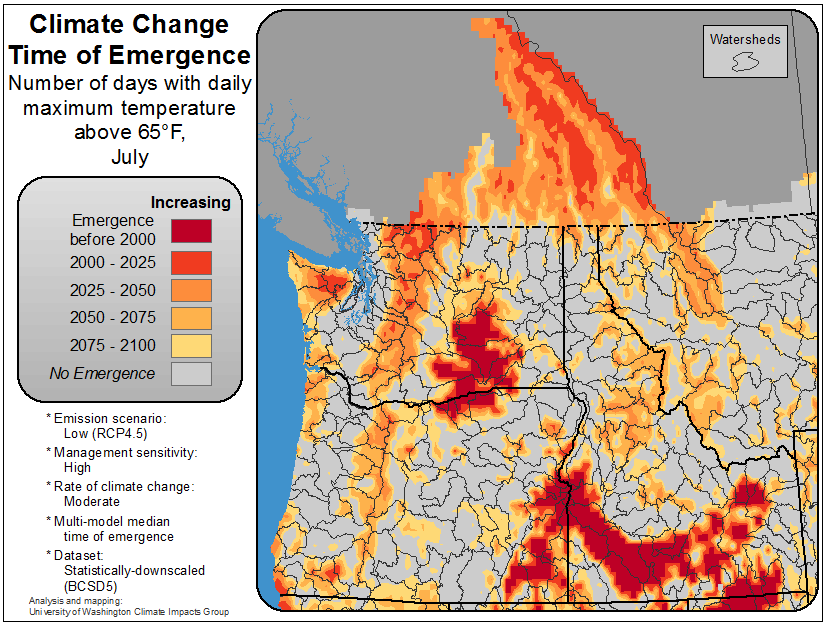 Climate Change
Time of Emergence
Number of days with daily
maximum temperature
above 65°F,
July
Watersheds
Increasing
Emergence
before 2000
2000 - 2025
2025 - 2050
2050 - 2075
2075 - 2100
No Emergence
* Emission scenario:
Low (RCP4.5)
* Management sensitivity:
High
* Rate of climate change:
Moderate
* Multi-model median
time of emergence
* Dataset:
Statistically-downscaled
(BCSD5)
Analysis and mapping:
University of Washington Climate Impacts Group